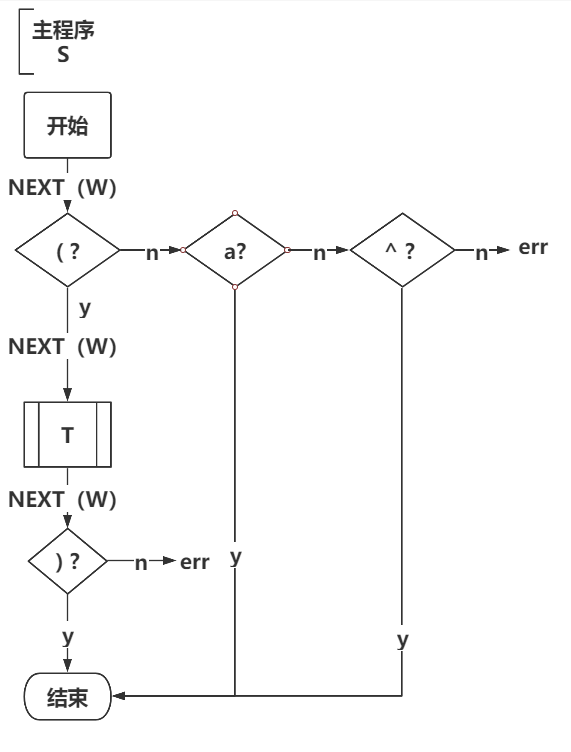 主程序
S
开始
NEXT（W）
(？
n
a?
n
^？
n
err
y
NEXT（W）
T
NEXT（W）
)？
n
err
y
y
y
结束